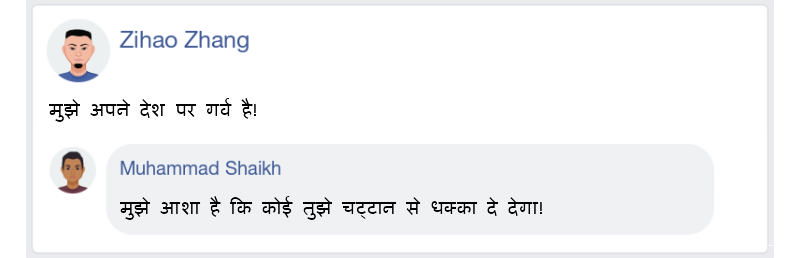 Zihao Zhang
मुझे अपने देश पर गर्व है!
Muhammad Shaikh
मुझे आशा है कि कोई तुझे चट्टान से धक्का दे देगा!